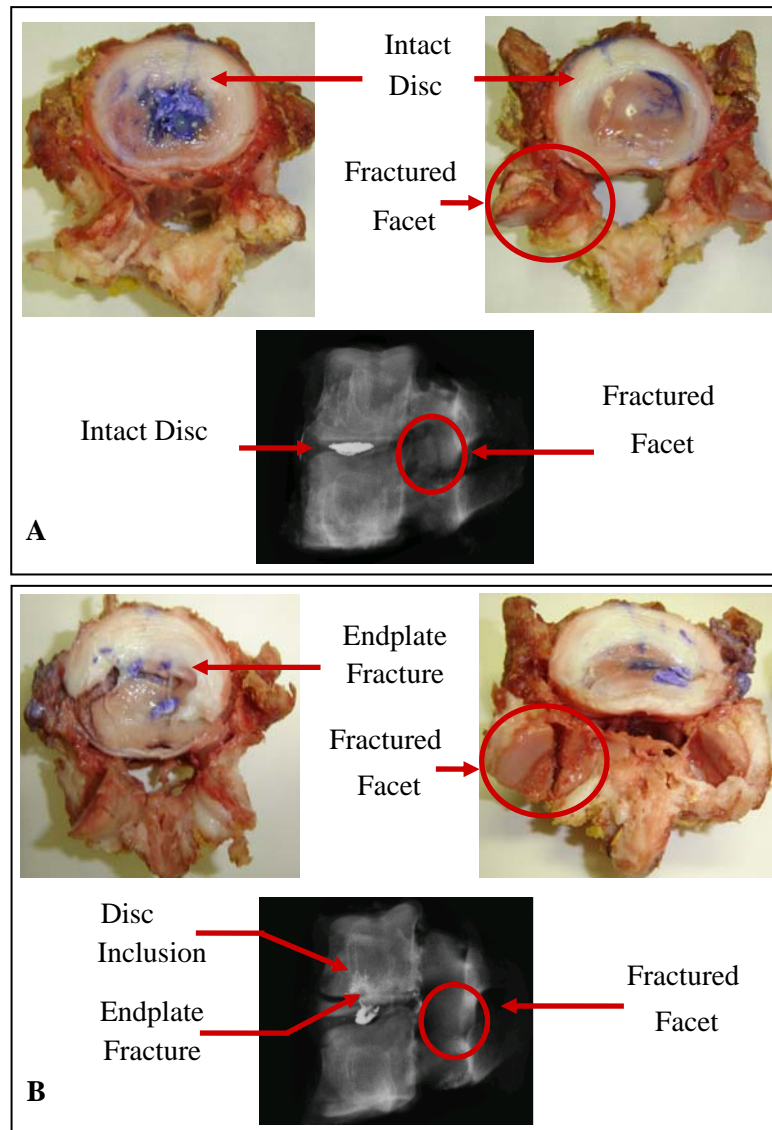 Intact
Disc
Fractured
Facet
Intact Disc
Fractured
Facet
A
Endplate
Fracture
Fractured
Facet
Disc
Inclusion
Endplate
Fracture
Fractured
Facet
B